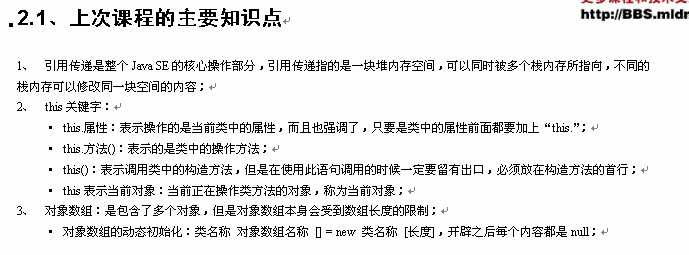 更多课程和技术文
http://BBS.mldn
2.1、上次课程的主要知识点
1、 引用传递是整个 Java SE 的核心操作部分，引用传递指的是一块堆内存空间，可以同时被多个栈内存所指向，不同的
栈内存可以修改同一块空间的内容；
2、 this 关键字：
• this.属性：表示操作的是当前类中的属性，而且也强调了，只要是类中的属性前面都要加上“this.”；
• this.方法()：表示的是类中的操作方法；
• this()：表示调用类中的构造方法，但是在使用此语句调用的时候一定要留有出口，必须放在构造方法的首行；
• this 表示当前对象：当前正在操作类方法的对象，称为当前对象；
3、 对象数组：是包含了多个对象，但是对象数组本身会受到数组长度的限制；
• 对象数组的动态初始化：类名称 对象数组名称 [] = new 类名称 [长度]，开辟之后每个内容都是 null；